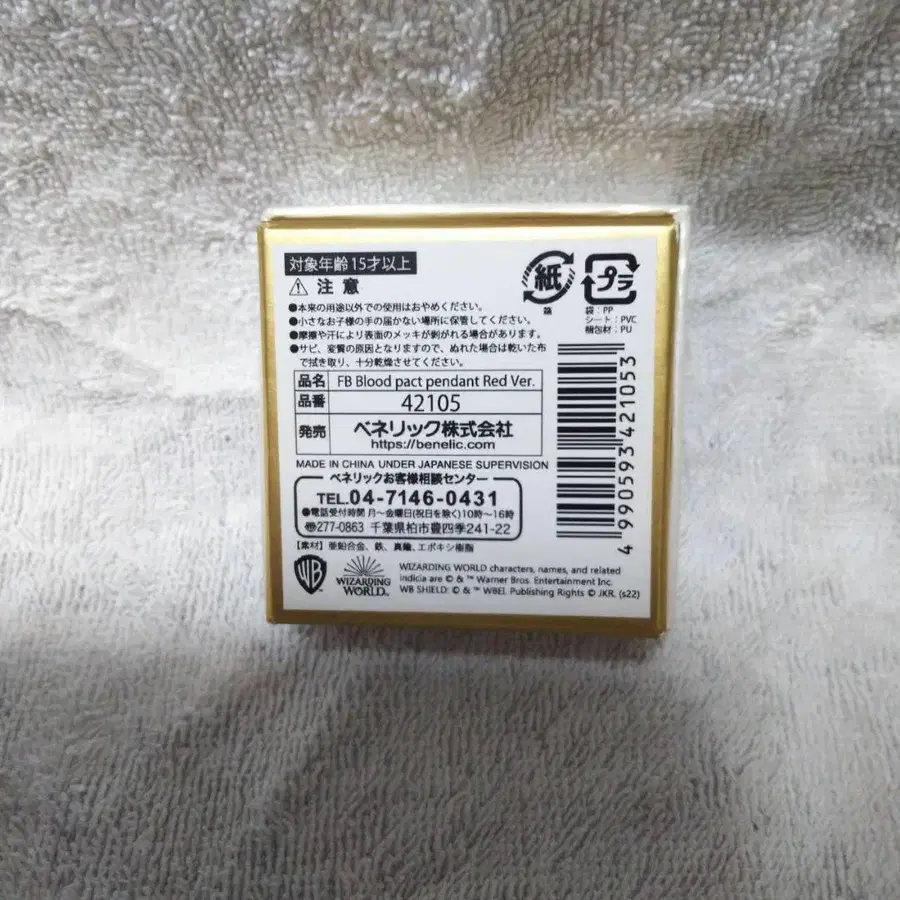 対象年齢15才以上
⚠ 注意
●本来の用途以外での使用はおやめください。
●小さなお子様の手の届かない場所に保管してください。
●摩擦や汗により表面のメッキが剥がれる場合があります。
●サビ、変質の原因となりますので、ぬれた場合は乾いた布
で拭き取り、十分乾燥させてください。
紙
箱
プラ
袋:PP
シート:PVC
梱包材:PU
品名 FB Blood pact pendant Red Ver.
品番 42105
発売 ベネリック株式会社
https://benelic.com
MADE IN CHINA UNDER JAPANESE SUPERVISION
ベネリックお客様相談センター
TEL.04-7146-0431
●電話受付時間 月〜金曜日(祝日を除く)10時〜16時
〠277-0863 千葉県柏市豊四季241-22
【素材】亜鉛合金、鉄、真鍮、エポキシ樹脂
4 990593 421053
WB
WIZARDING
WORLD™
WIZARDING WORLD characters, names, and related
indicia are © & ™ Warner Bros. Entertainment Inc.
WB SHIELD: © & ™ WBEI. Publishing Rights © JKR. (s22)